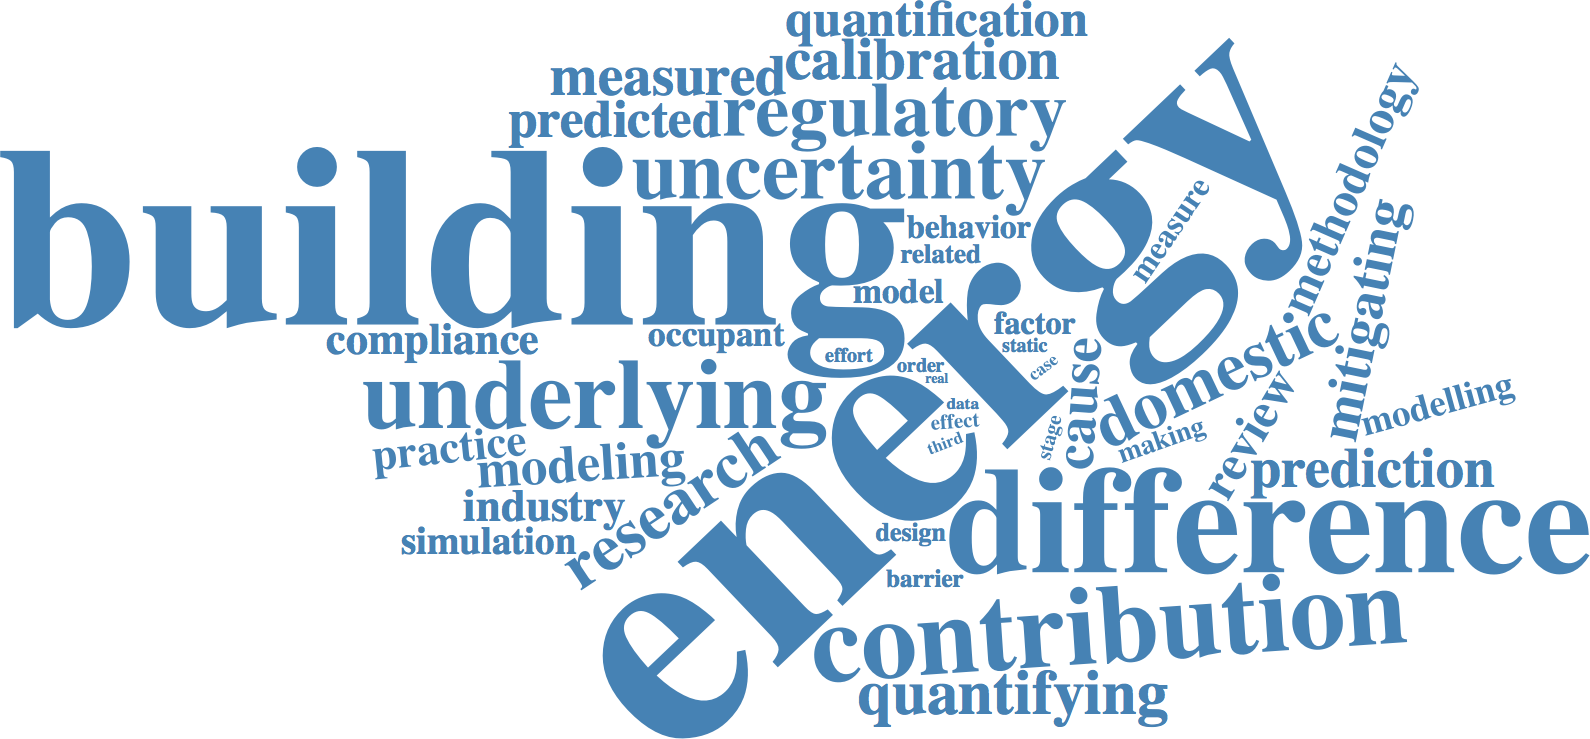 quantification
calibration
measured
predicted
regulatory
uncertainty
building
energy
behavior
related
model
measure
methodology
mitigating
compliance
occupant
effort
order
real
factor
static
case
cause
domestic
underlying
data
effect
third
stage
making
review
modelling
practice
modeling
research
industry
simulation
prediction
difference
design
barrier
contribution
quantifying